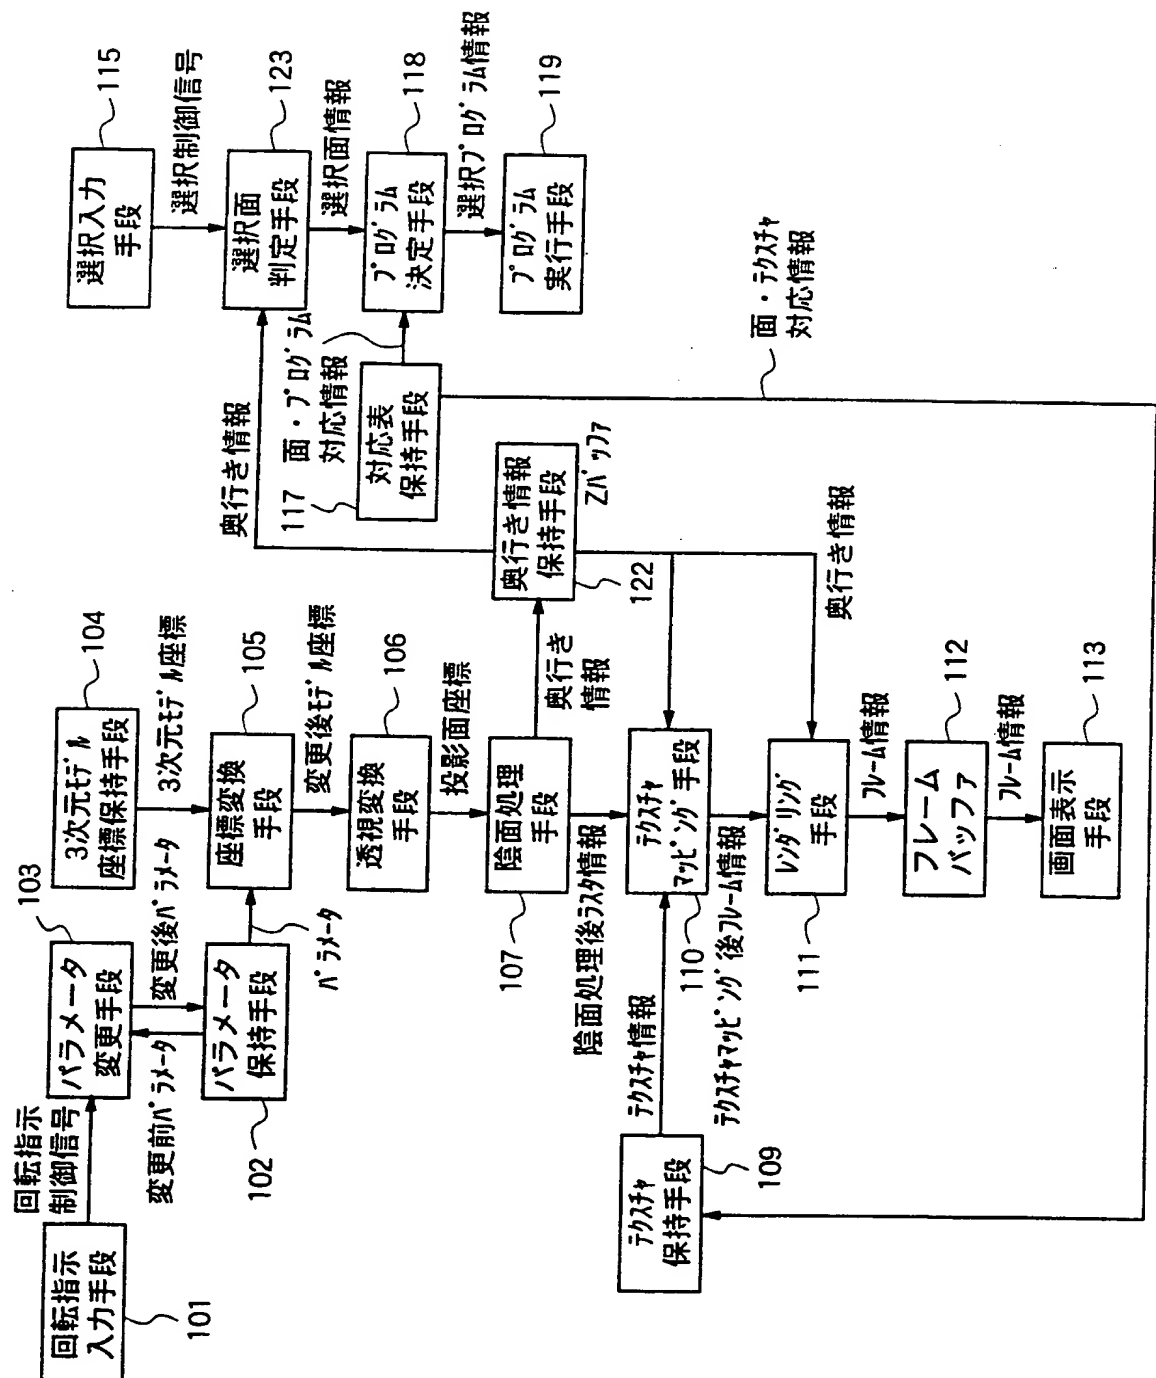 回転指示
入力手段
101
回転指示
制御信号
パラメータ
変更手段
103
変更前パラメータ
変更後パラメータ
パラメータ
保持手段
102
パラメータ
3次元モデル
座標保持手段
104
3次元モデル座標
座標変換
手段
105
変更後モデル座標
透視変換
手段
106
投影面座標
陰面処理
手段
107
奥行き
情報
陰面処理後ラスタ情報
奥行き情報
保持手段
122
Zバッファ
奥行き情報
奥行き情報
テクスチャ
マッピング手段
110
テクスチャ情報
テクスチャ
保持手段
109
テクスチャマッピング後フレーム情報
レンダリング
手段
111
フレーム情報
フレーム
バッファ
112
フレーム情報
画面表示
手段
113
選択入力
手段
115
選択制御信号
選択面
判定手段
123
選択面情報
プログラム
決定手段
118
選択プログラム情報
プログラム
実行手段
119
対応表
保持手段
117
面・プログラム
対応情報
面・テクスチャ
対応情報